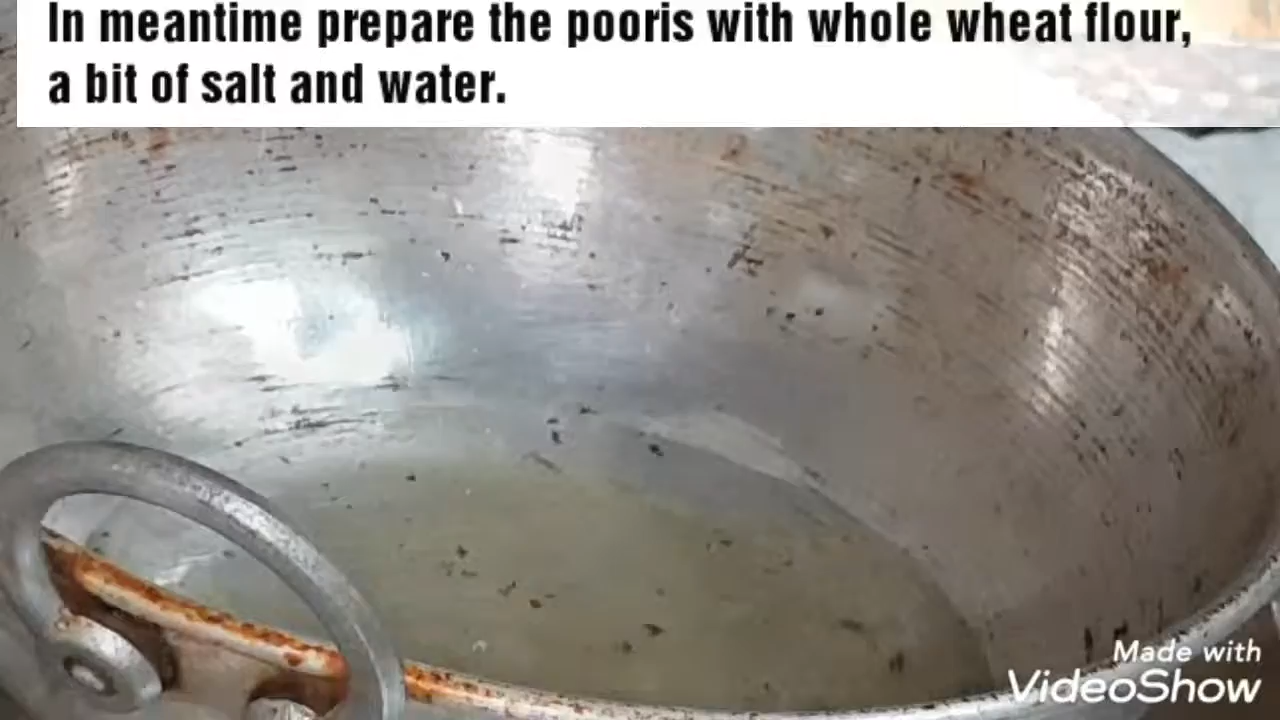 In meantime prepare the pooris with whole wheat flour,
a bit of salt and water.
Made with
VideoShow